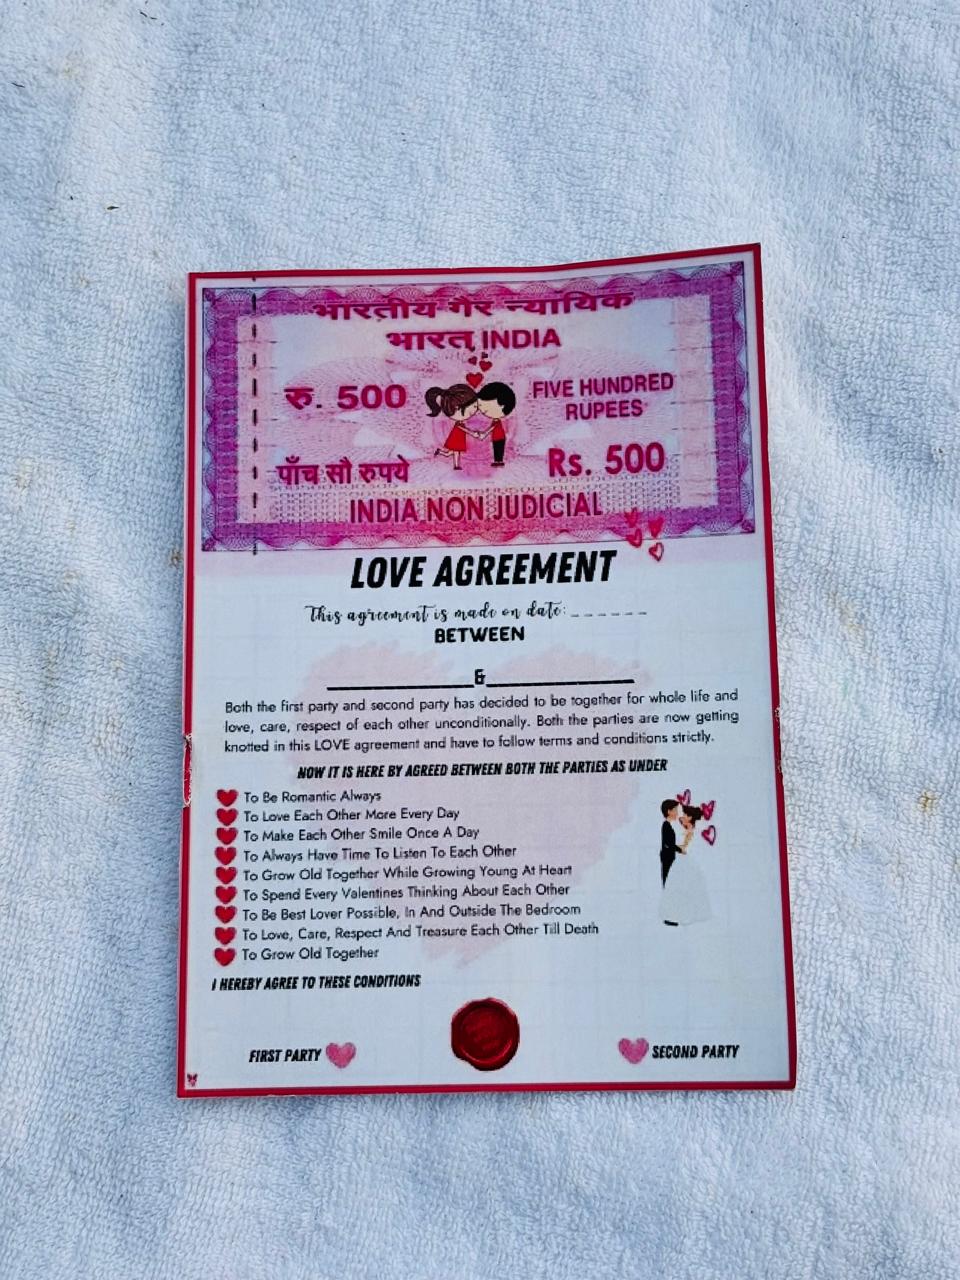 भारतीय गैर न्यायिक
भारत INDIA
रु. 500
FIVE HUNDRED
RUPEES
पाँच सौ रुपये
Rs. 500
INDIA NON JUDICIAL
LOVE AGREEMENT
This agreement is made on date: _ _ _ _ _ _
BETWEEN
_______________&_______________
Both the first party and second party has decided to be together for whole life and
love, care, respect of each other unconditionally. Both the parties are now getting
knotted in this LOVE agreement and have to follow terms and conditions strictly.
NOW IT IS HERE BY AGREED BETWEEN BOTH THE PARTIES AS UNDER
To Be Romantic Always
To Love Each Other More Every Day
To Make Each Other Smile Once A Day
To Always Have Time To Listen To Each Other
To Grow Old Together While Growing Young At Heart
To Spend Every Valentines Thinking About Each Other
To Be Best Lover Possible, In And Outside The Bedroom
To Love, Care, Respect And Treasure Each Other Till Death
To Grow Old Together
I HEREBY AGREE TO THESE CONDITIONS
FIRST PARTY
SECOND PARTY